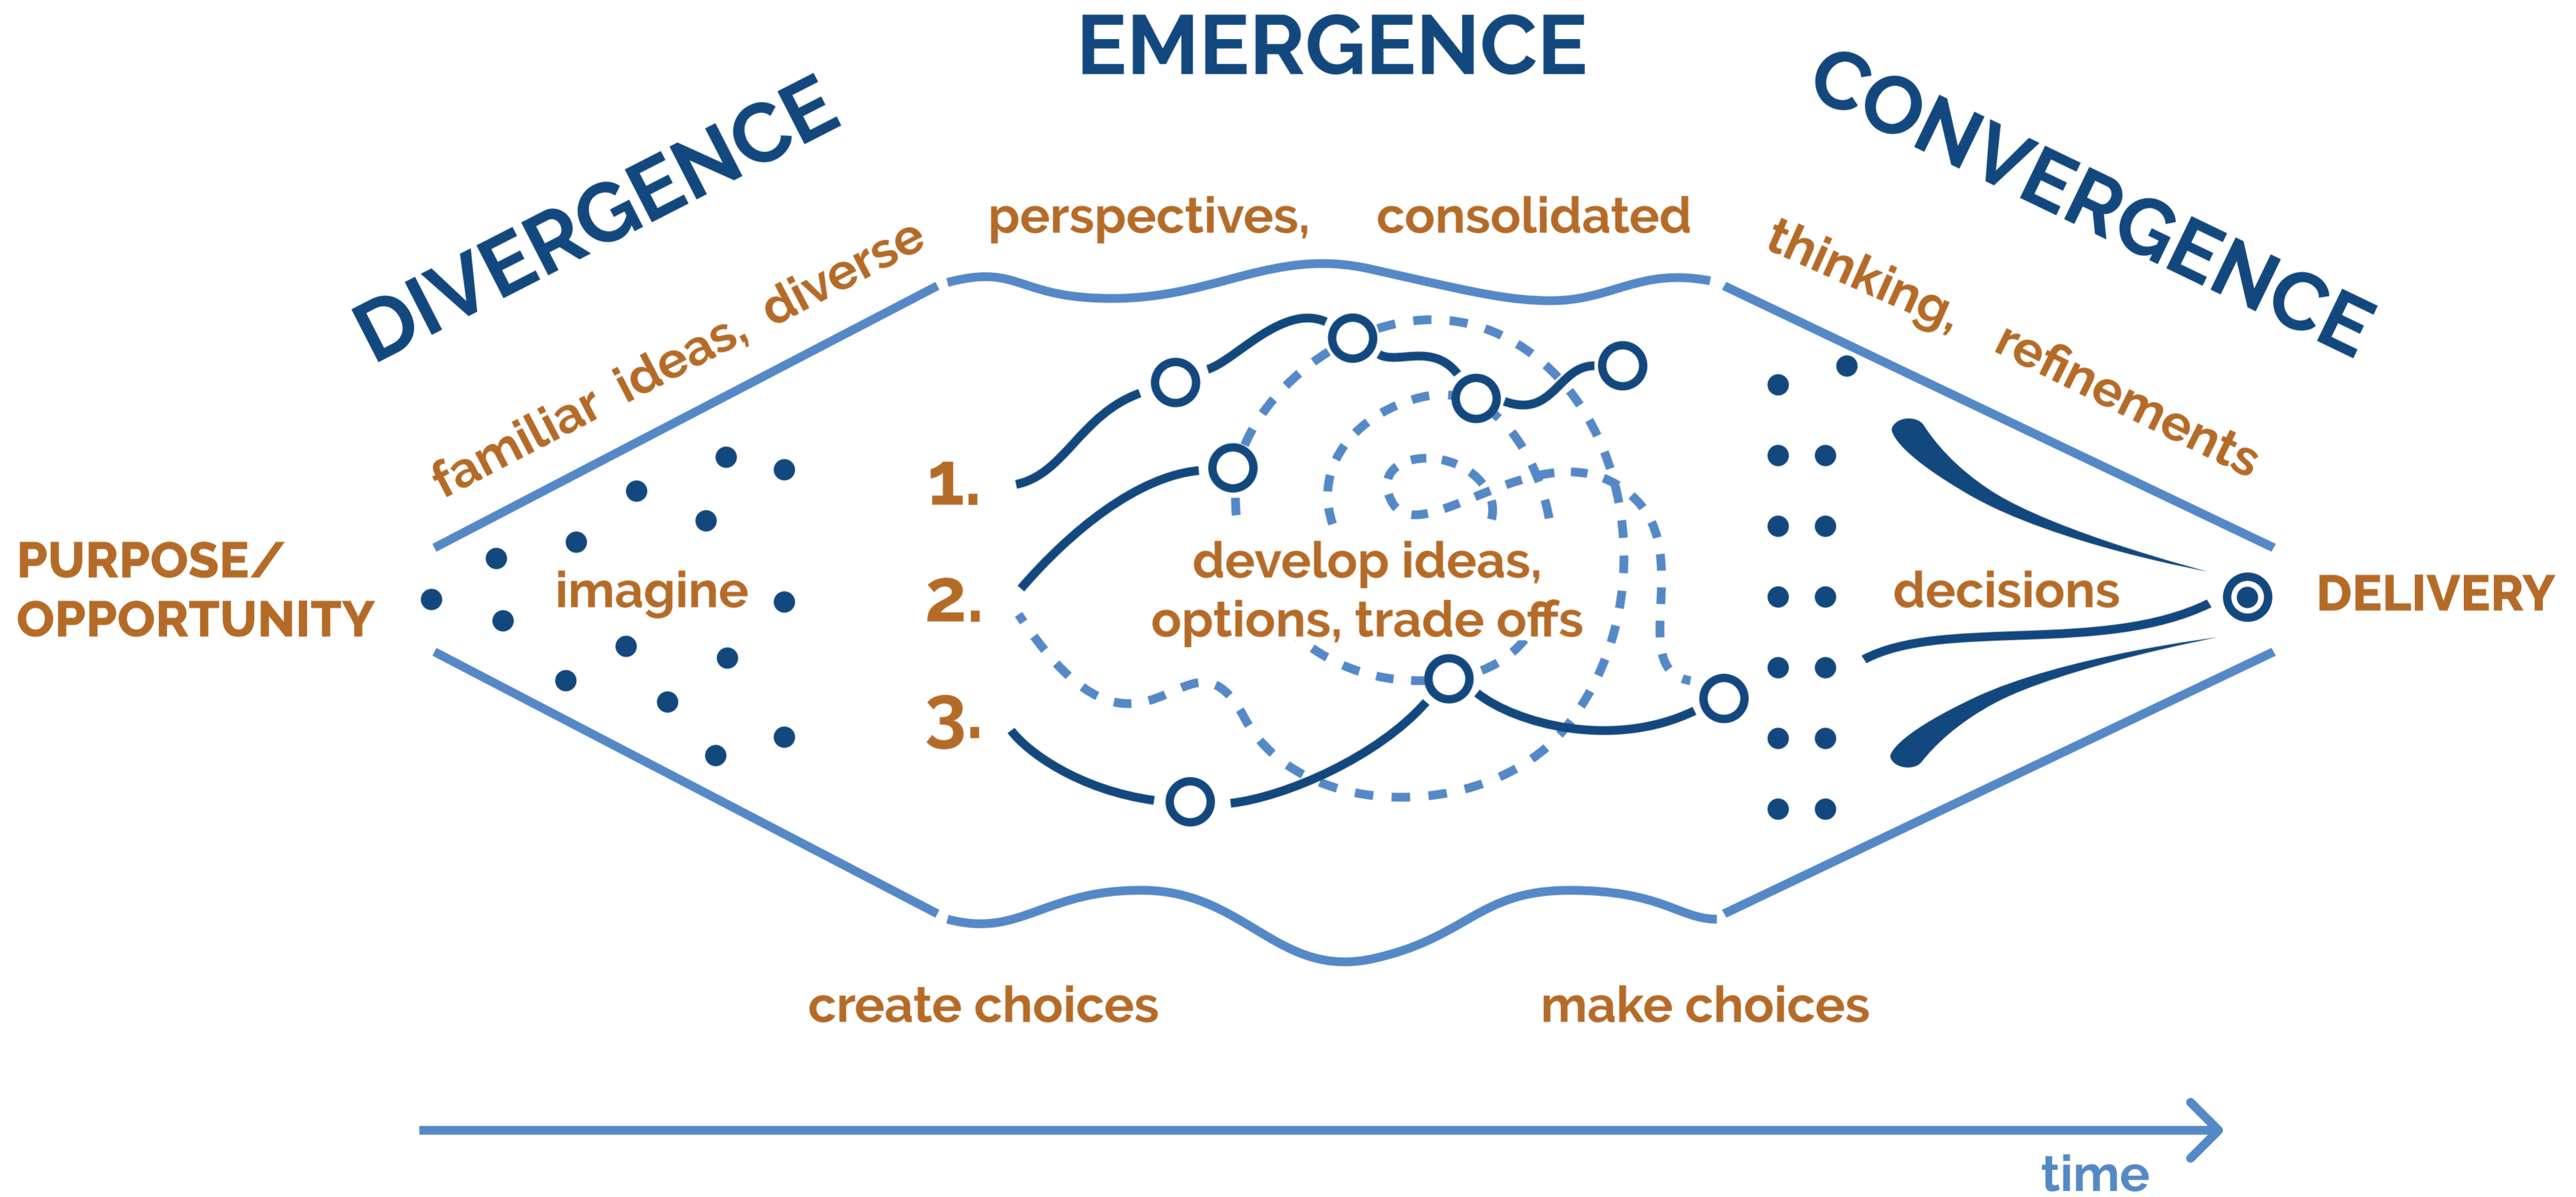 EMERGENCE
DIVERGENCE
CONVERGENCE
familiar ideas, diverse perspectives, consolidated thinking, refinements
PURPOSE/
OPPORTUNITY
imagine
1.
2.
3.
develop ideas,
options, trade offs
decisions
DELIVERY
create choices
make choices
time